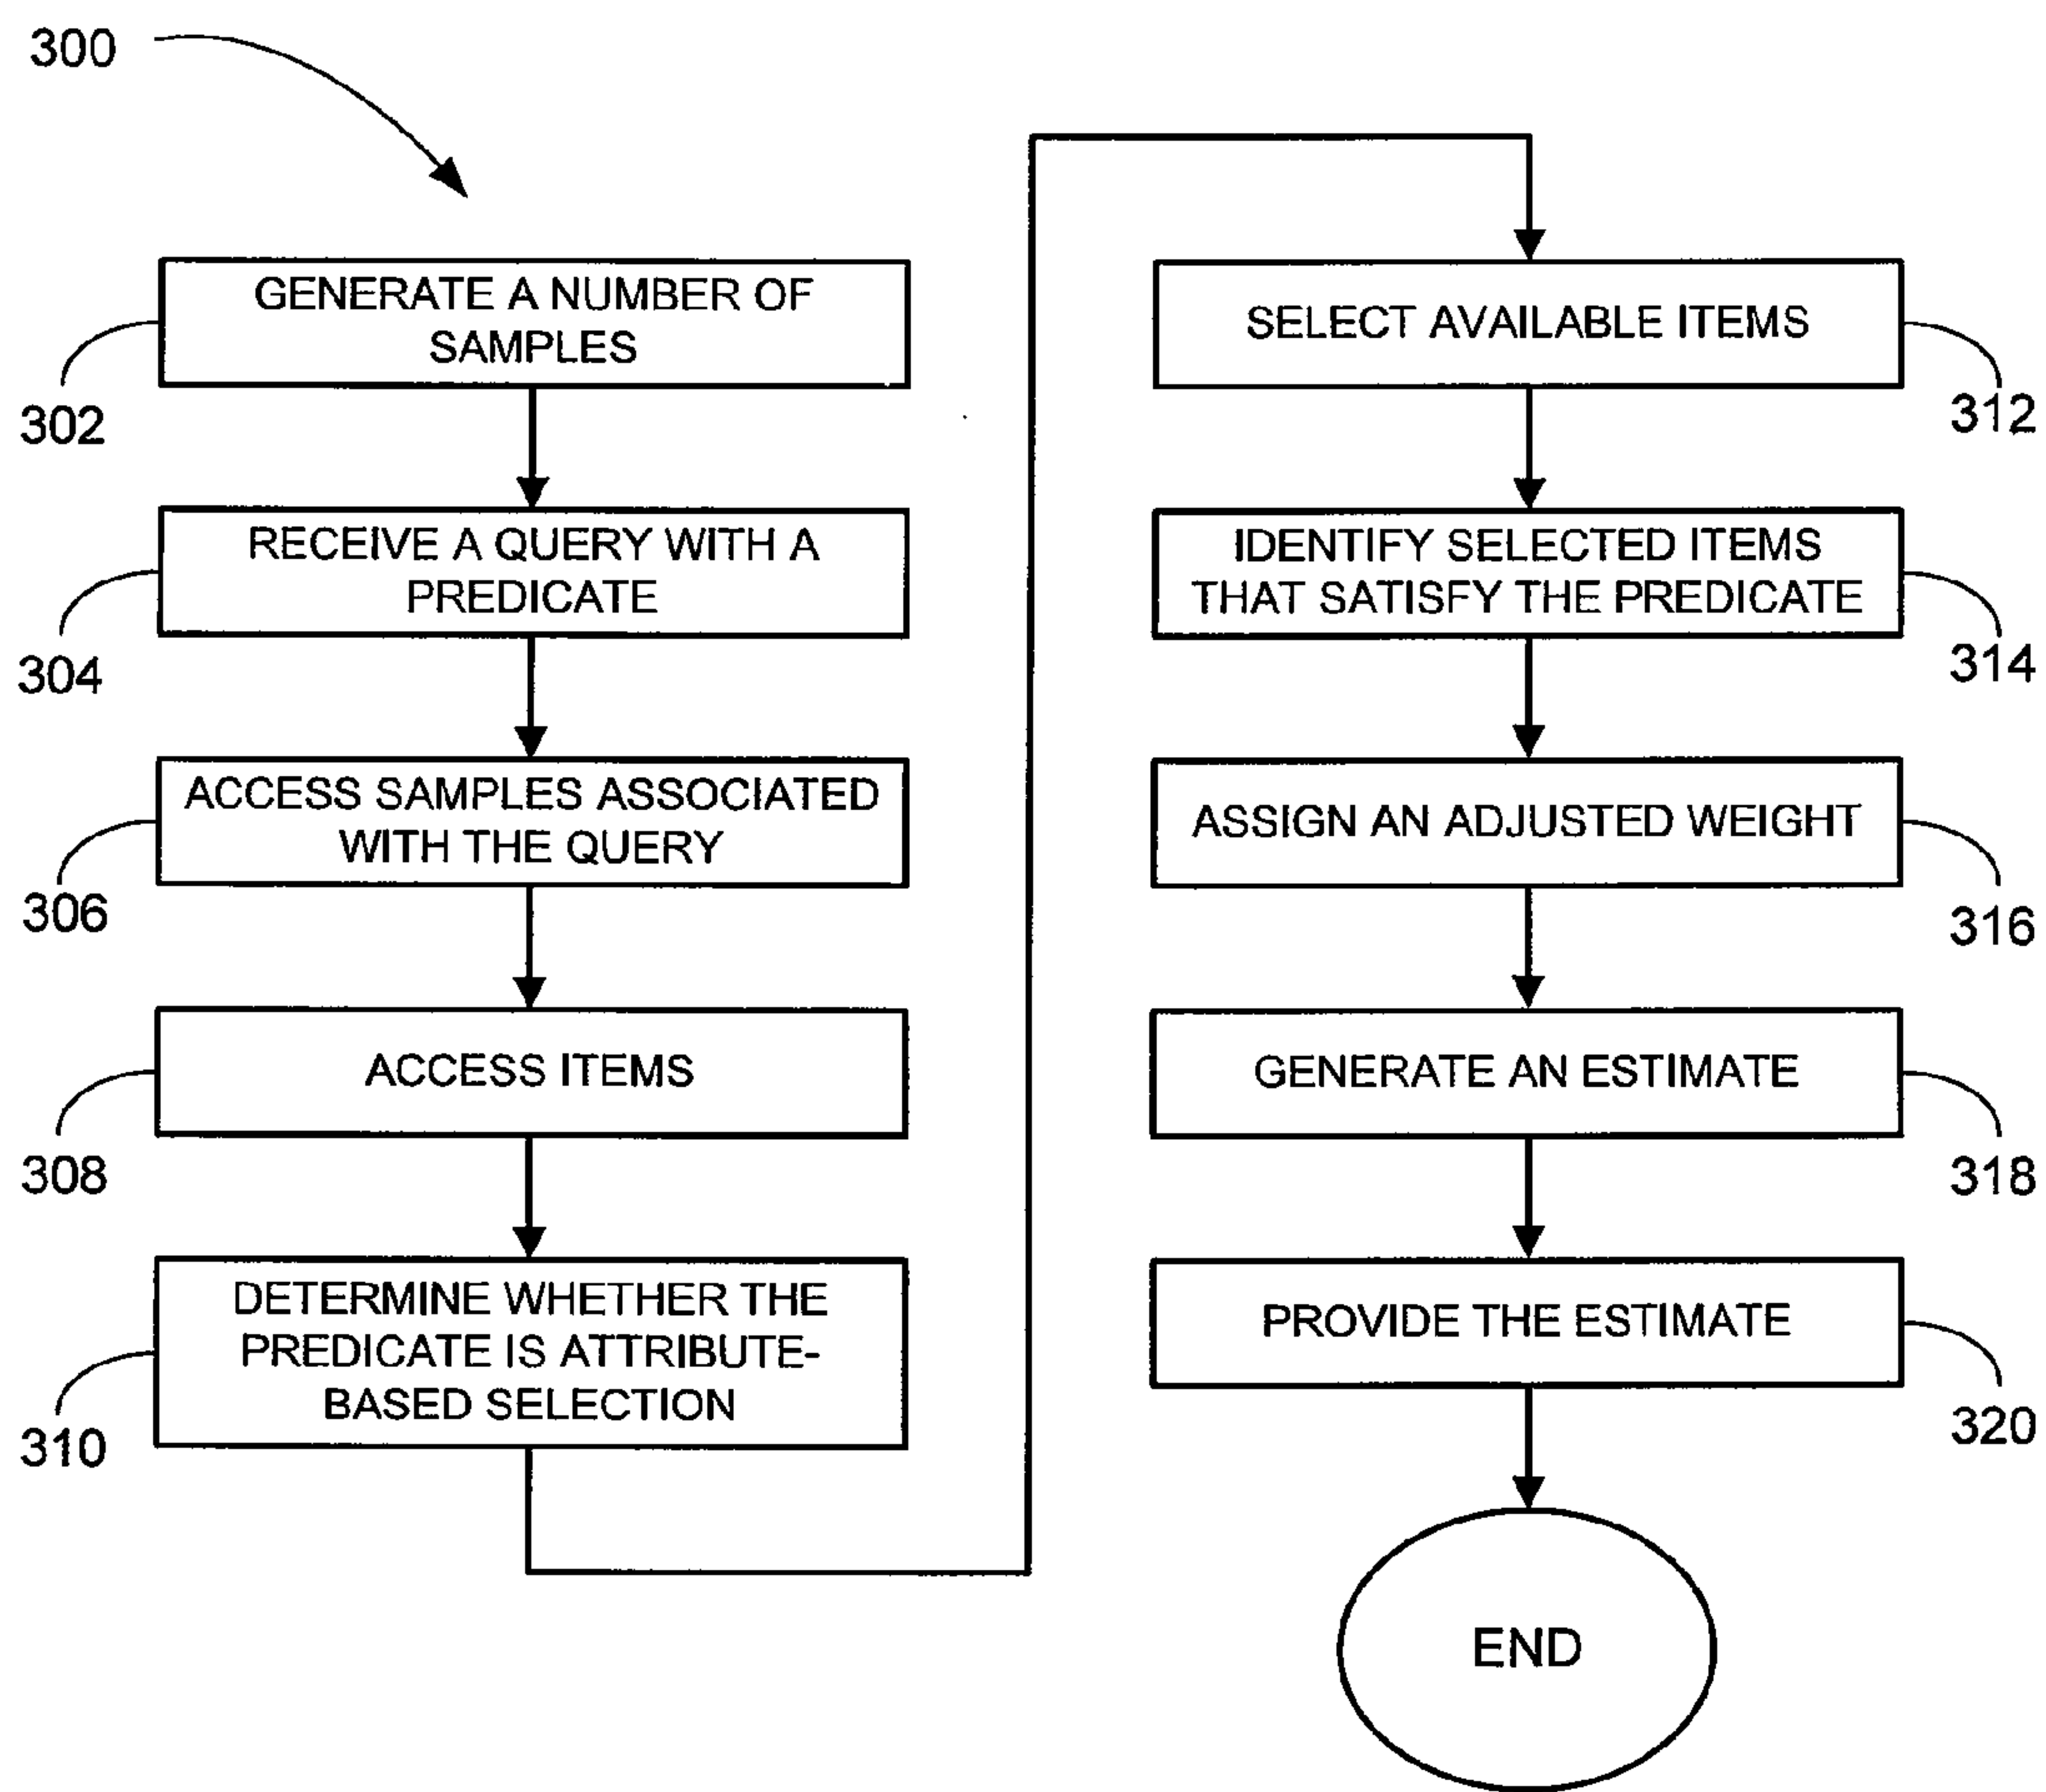 300
GENERATE A NUMBER OF
SAMPLES
302
RECEIVE A QUERY WITH A
PREDICATE
304
ACCESS SAMPLES ASSOCIATED
WITH THE QUERY
306
ACCESS ITEMS
308
DETERMINE WHETHER THE
PREDICATE IS ATTRIBUTE-
BASED SELECTION
310
SELECT AVAILABLE ITEMS
312
IDENTIFY SELECTED ITEMS
THAT SATISFY THE PREDICATE
314
ASSIGN AN ADJUSTED WEIGHT
316
GENERATE AN ESTIMATE
318
PROVIDE THE ESTIMATE
320
END